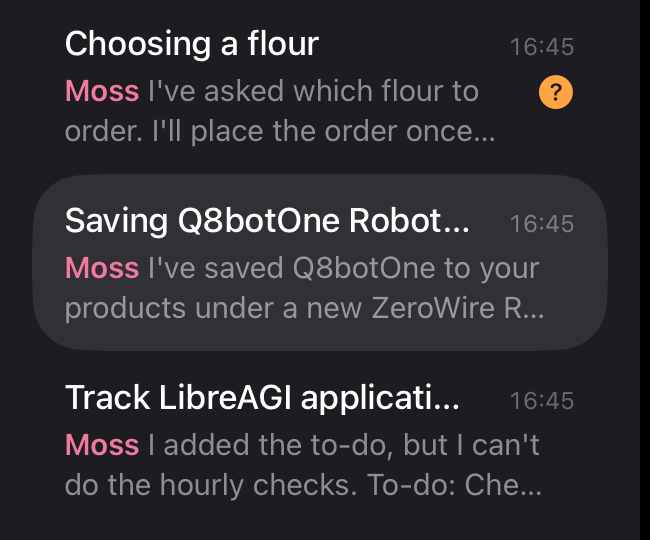 Choosing a flour 16:45
Moss I've asked which flour to
?
order. I'll place the order once...
Saving Q8botOne Robot... 16:45
Moss I've saved Q8botOne to your
products under a new ZeroWire R...
Track LibreAGI applicati... 16:45
Moss I added the to-do, but I can't
do the hourly checks. To-do: Che...